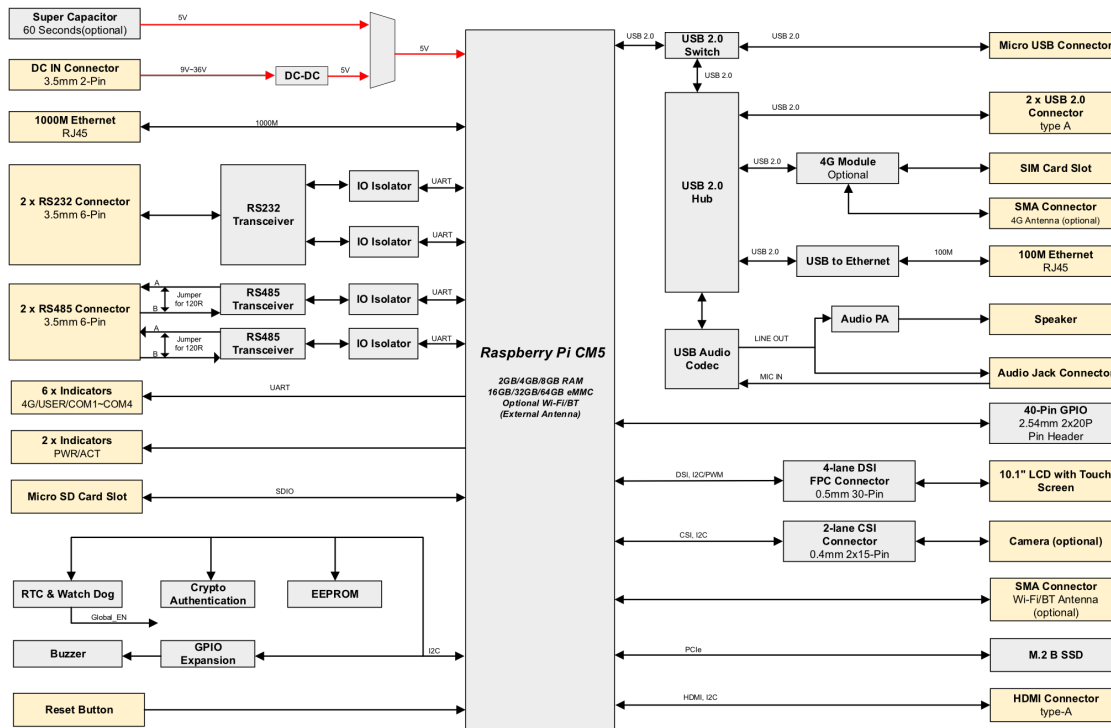 Super Capacitor
60 Seconds(optional)
5V
5V
DC IN Connector
3.5mm 2-Pin
9V~36V
DC-DC
5V
1000M Ethernet
RJ45
1000M
2 x RS232 Connector
3.5mm 6-Pin
RS232
Transceiver
IO Isolator
UART
IO Isolator
UART
2 x RS485 Connector
3.5mm 6-Pin
A
Jumper
for 120R
B
RS485
Transceiver
IO Isolator
UART
A
Jumper
for 120R
B
RS485
Transceiver
IO Isolator
UART
6 x Indicators
4G/USER/COM1~COM4
UART
2 x Indicators
PWR/ACT
Micro SD Card Slot
SDIO
RTC & Watch Dog
Crypto
Authentication
EEPROM
Global_EN
Buzzer
GPIO
Expansion
I2C
Reset Button
Raspberry Pi CM5
2GB/4GB/8GB RAM
16GB/32GB/64GB eMMC
Optional Wi-Fi/BT
(External Antenna)
USB 2.0
USB 2.0
Switch
USB 2.0
Micro USB Connector
USB 2.0
USB 2.0
Hub
USB 2.0
2 x USB 2.0
Connector
type A
USB 2.0
4G Module
Optional
SIM Card Slot
SMA Connector
4G Antenna (optional)
USB 2.0
USB to Ethernet
100M
100M Ethernet
RJ45
USB Audio
Codec
LINE OUT
Audio PA
Speaker
MIC IN
Audio Jack Connector
40-Pin GPIO
2.54mm 2x20P
Pin Header
DSI, I2C/PWM
4-lane DSI
FPC Connector
0.5mm 30-Pin
10.1" LCD with Touch
Screen
CSI, I2C
2-lane CSI
Connector
0.4mm 2x15-Pin
Camera (optional)
SMA Connector
Wi-Fi/BT Antenna
(optional)
PCIe
M.2 B SSD
HDMI, I2C
HDMI Connector
type-A